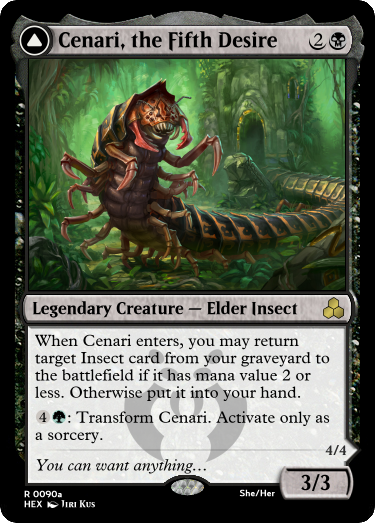 Cenari, the Fifth Desire 2
Legendary Creature — Elder Insect
When Cenari enters, you may return
target Insect card from your graveyard to
the battlefield if it has mana value 2 or
less. Otherwise put it into your hand.
4: Transform Cenari. Activate only as
a sorcery.
4/4
You can want anything...
3/3
R 0090a
She/Her
HEX Jiri Kus